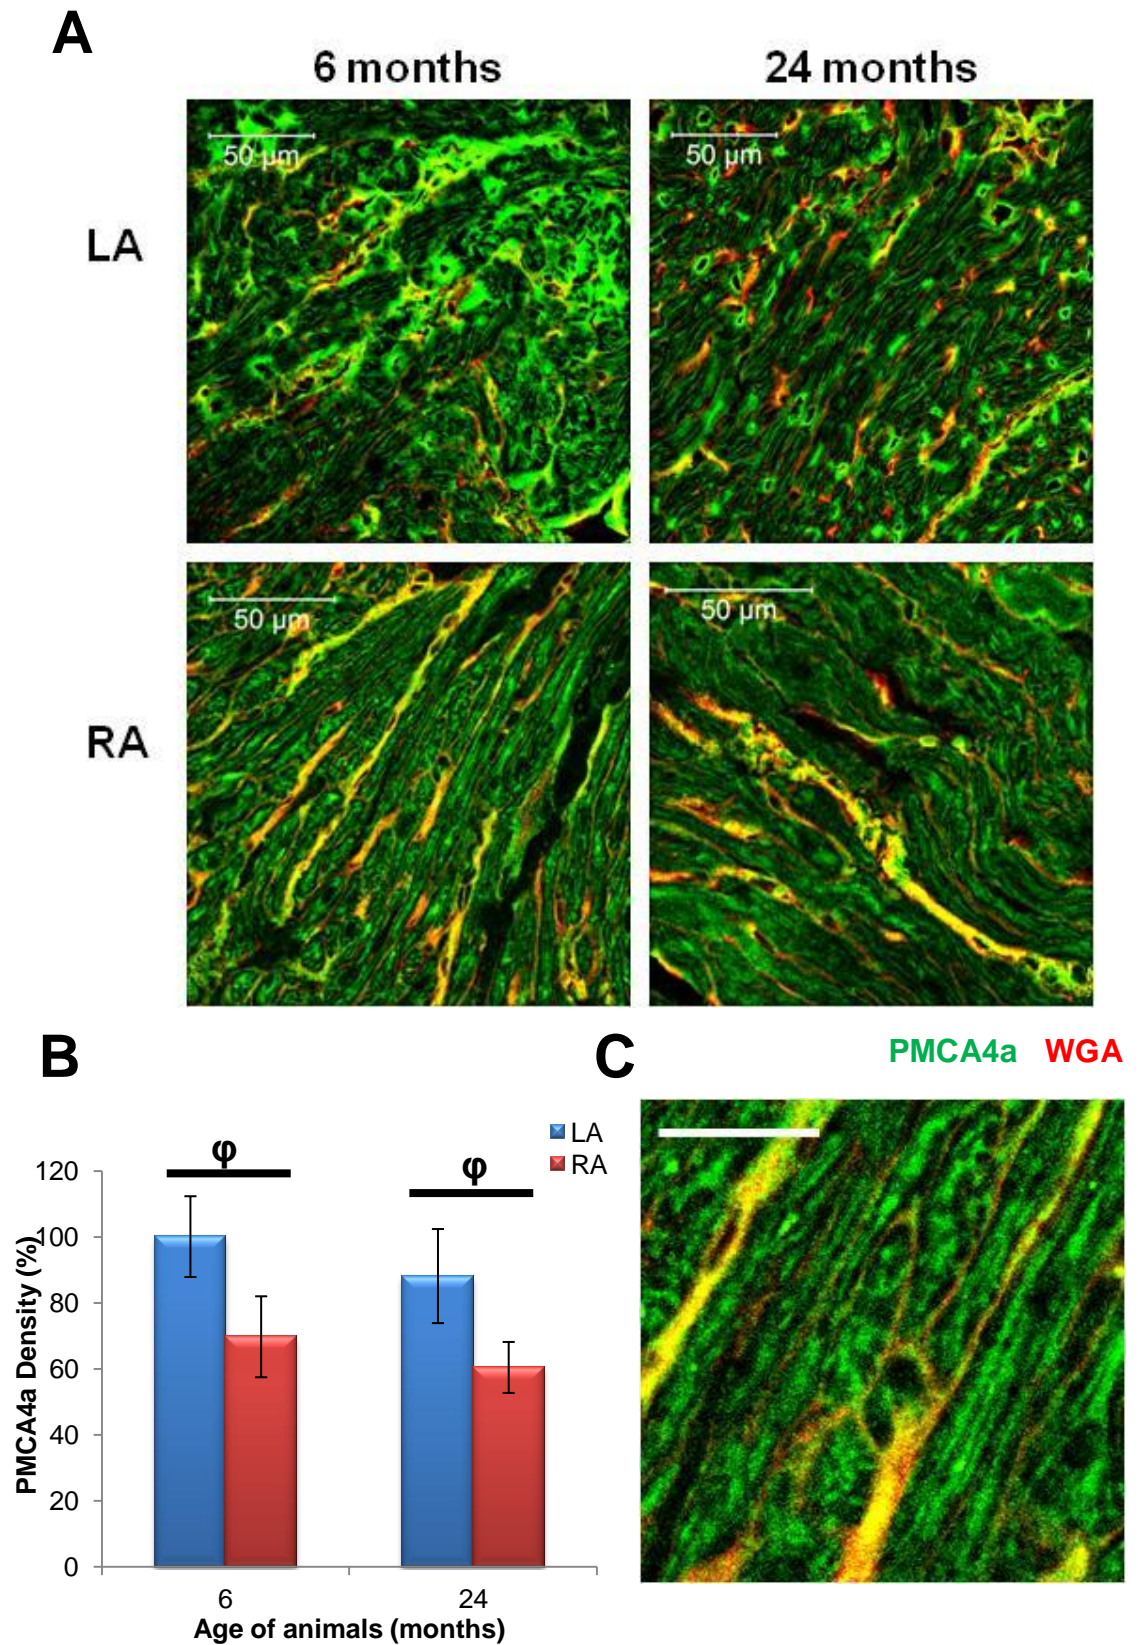 A
6 months
24 months
LA
50 µm
50 µm
RA
50 µm
50 µm
B
C
PMCA4a WGA
φ
φ
LA
RA
PMCA4a Density (%)
120
100
80
60
40
20
0
6
24
Age of animals (months)